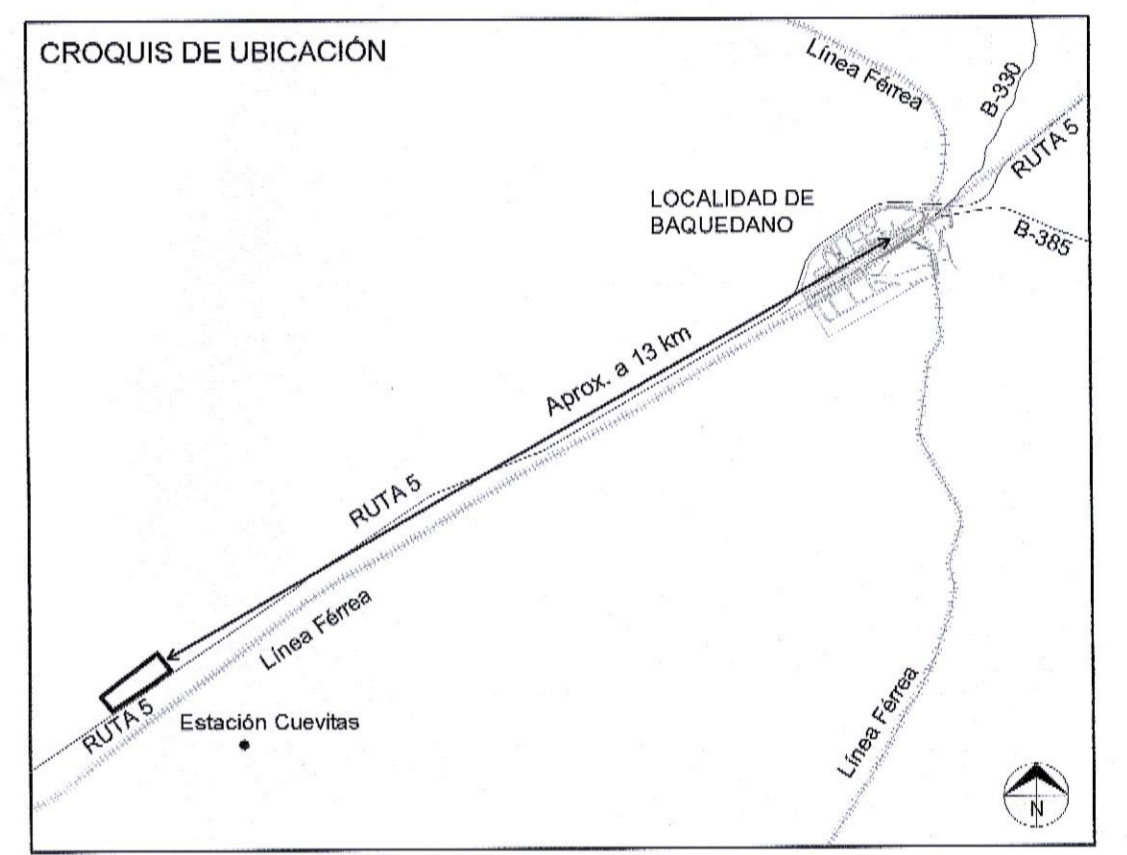 CROQUIS DE UBICACIÓN
Línea Férrea
B-330
RUTA 5
LOCALIDAD DE
BAQUEDANO
B-385
Aprox. a 13 km
RUTA 5
Línea Férrea
RUTA 5
Estación Cuevitas
Línea Férrea
N